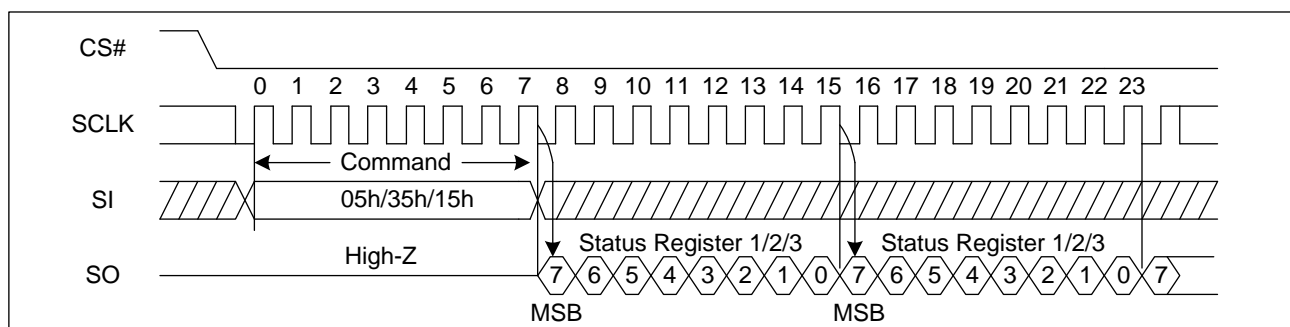 CS#
0 1 2 3 4 5 6 7 8 9 10 11 12 13 14 15 16 17 18 19 20 21 22 23
SCLK
Command
SI
05h/35h/15h
Status Register 1/2/3 Status Register 1/2/3
High-Z
SO
7 6 5 4 3 2 1 0 7 6 5 4 3 2 1 0 7
MSB MSB